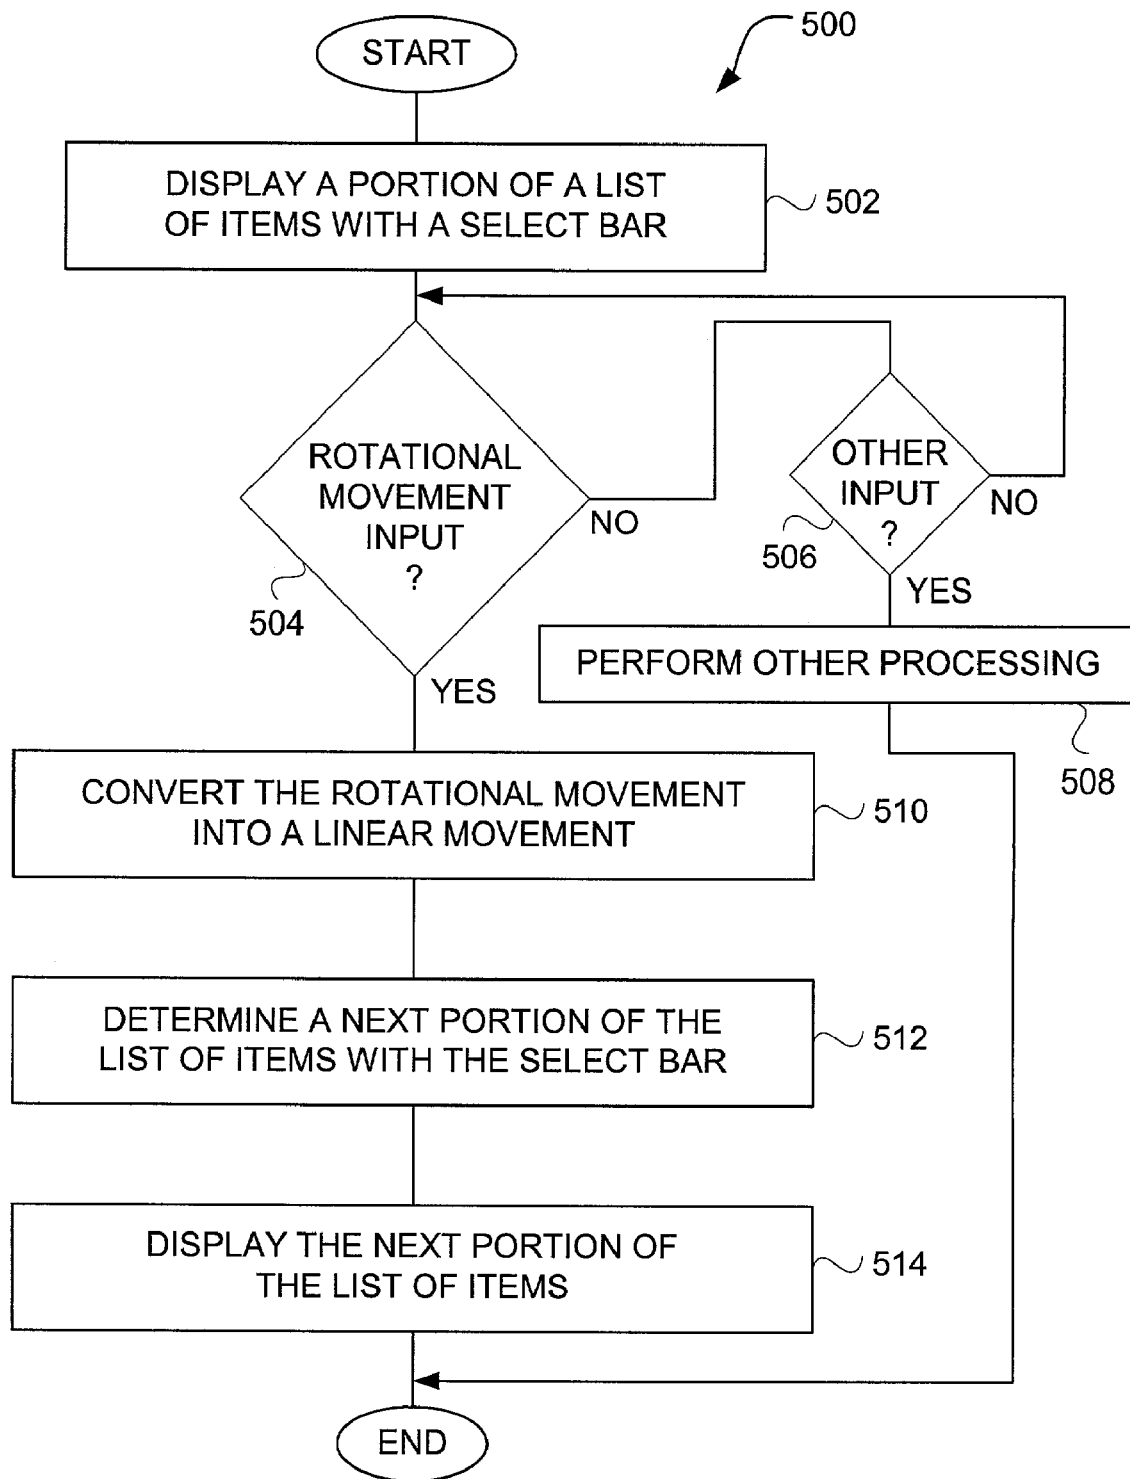 500
START
DISPLAY A PORTION OF A LIST
OF ITEMS WITH A SELECT BAR
502
ROTATIONAL
MOVEMENT
INPUT
?
NO
504
YES
OTHER
INPUT
?
NO
506
YES
PERFORM OTHER PROCESSING
508
CONVERT THE ROTATIONAL MOVEMENT
INTO A LINEAR MOVEMENT
510
DETERMINE A NEXT PORTION OF THE
LIST OF ITEMS WITH THE SELECT BAR
512
DISPLAY THE NEXT PORTION OF
THE LIST OF ITEMS
514
END